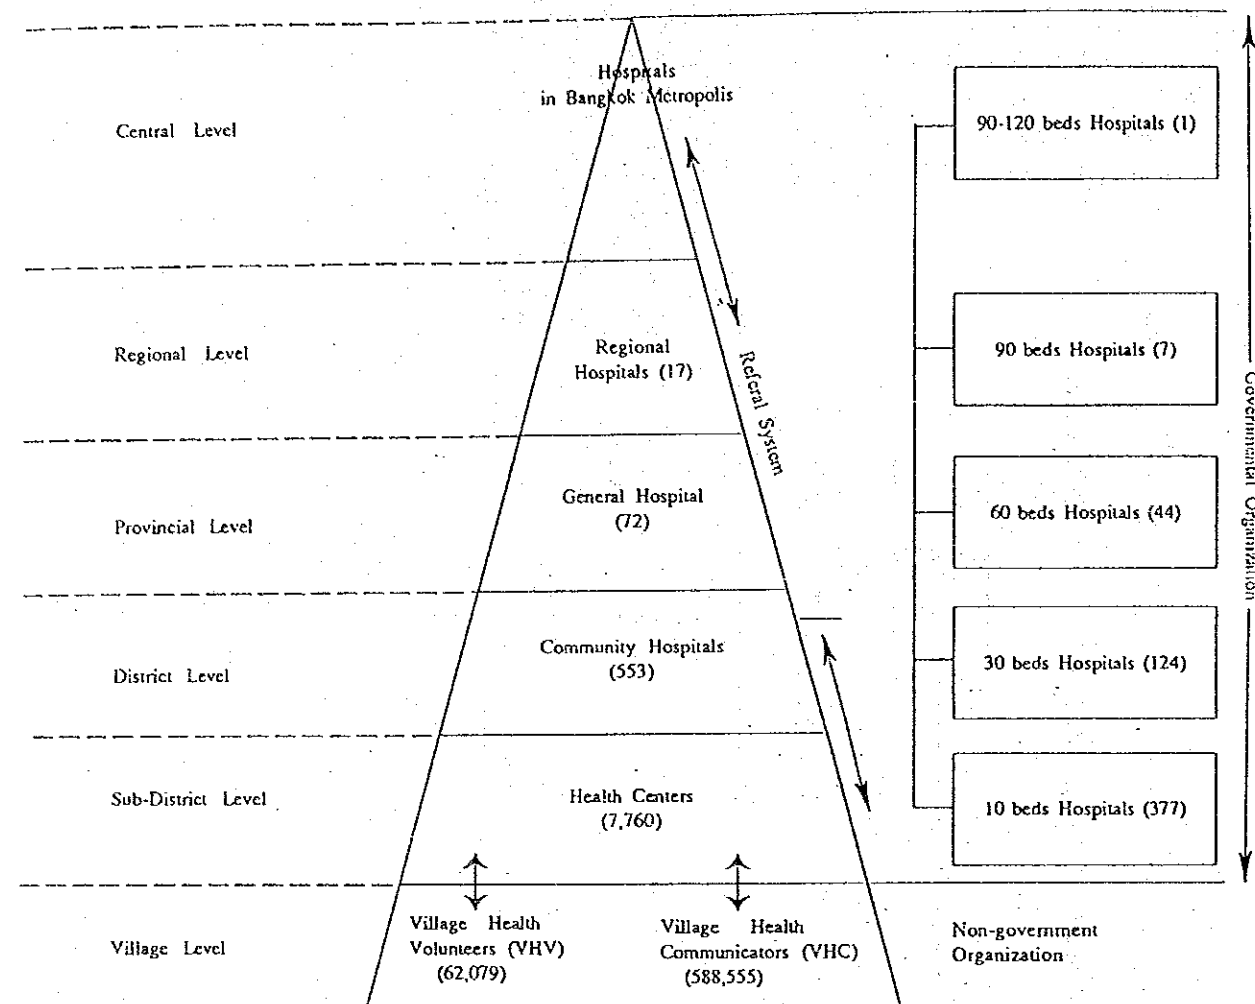 Hospitals
in Bangkok Metropolis
Central Level
90-120 beds Hospitals (1)
Regional Level
Regional
Hospitals (17)
90 beds Hospitals (7)
Referal System
Governmental Organization
Provincial Level
General Hospital
(72)
60 beds Hospitals (44)
District Level
Community Hospitals
(553)
30 beds Hospitals (124)
Sub-District Level
Health Centers
(7,760)
10 beds Hospitals (377)
Village Level
Village Health
Volunteers (VHV)
(62,079)
Village Health
Communicators (VHC)
(588,555)
Non-government
Organization